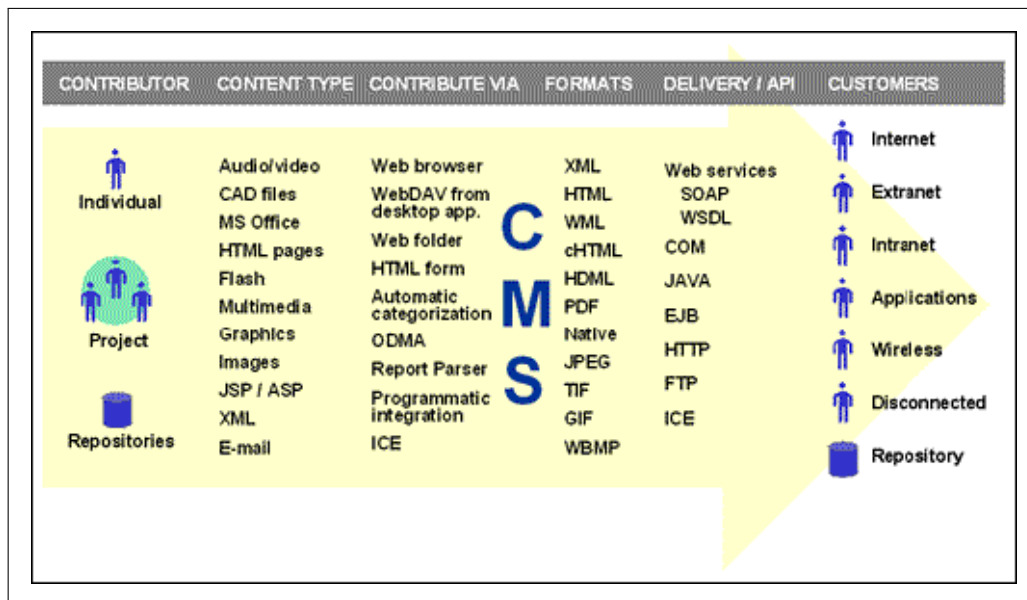 CONTRIBUTOR CONTENT TYPE CONTRIBUTE VIA FORMATS DELIVERY / API CUSTOMERS
Individual
Project
Repositories
Audio/video
CAD files
MS Office
HTML pages
Flash
Multimedia
Graphics
Images
JSP / ASP
XML
E-mail
Web browser
WebDAV from
desktop app.
Web folder
HTML form
Automatic
categorization
ODMA
Report Parser
Programmatic
integration
ICE
C
M
S
XML
HTML
WML
cHTML
HDML
PDF
Native
JPEG
TIF
GIF
WBMP
Web services
SOAP
WSDL
COM
JAVA
EJB
HTTP
FTP
ICE
Internet
Extranet
Intranet
Applications
Wireless
Disconnected
Repository